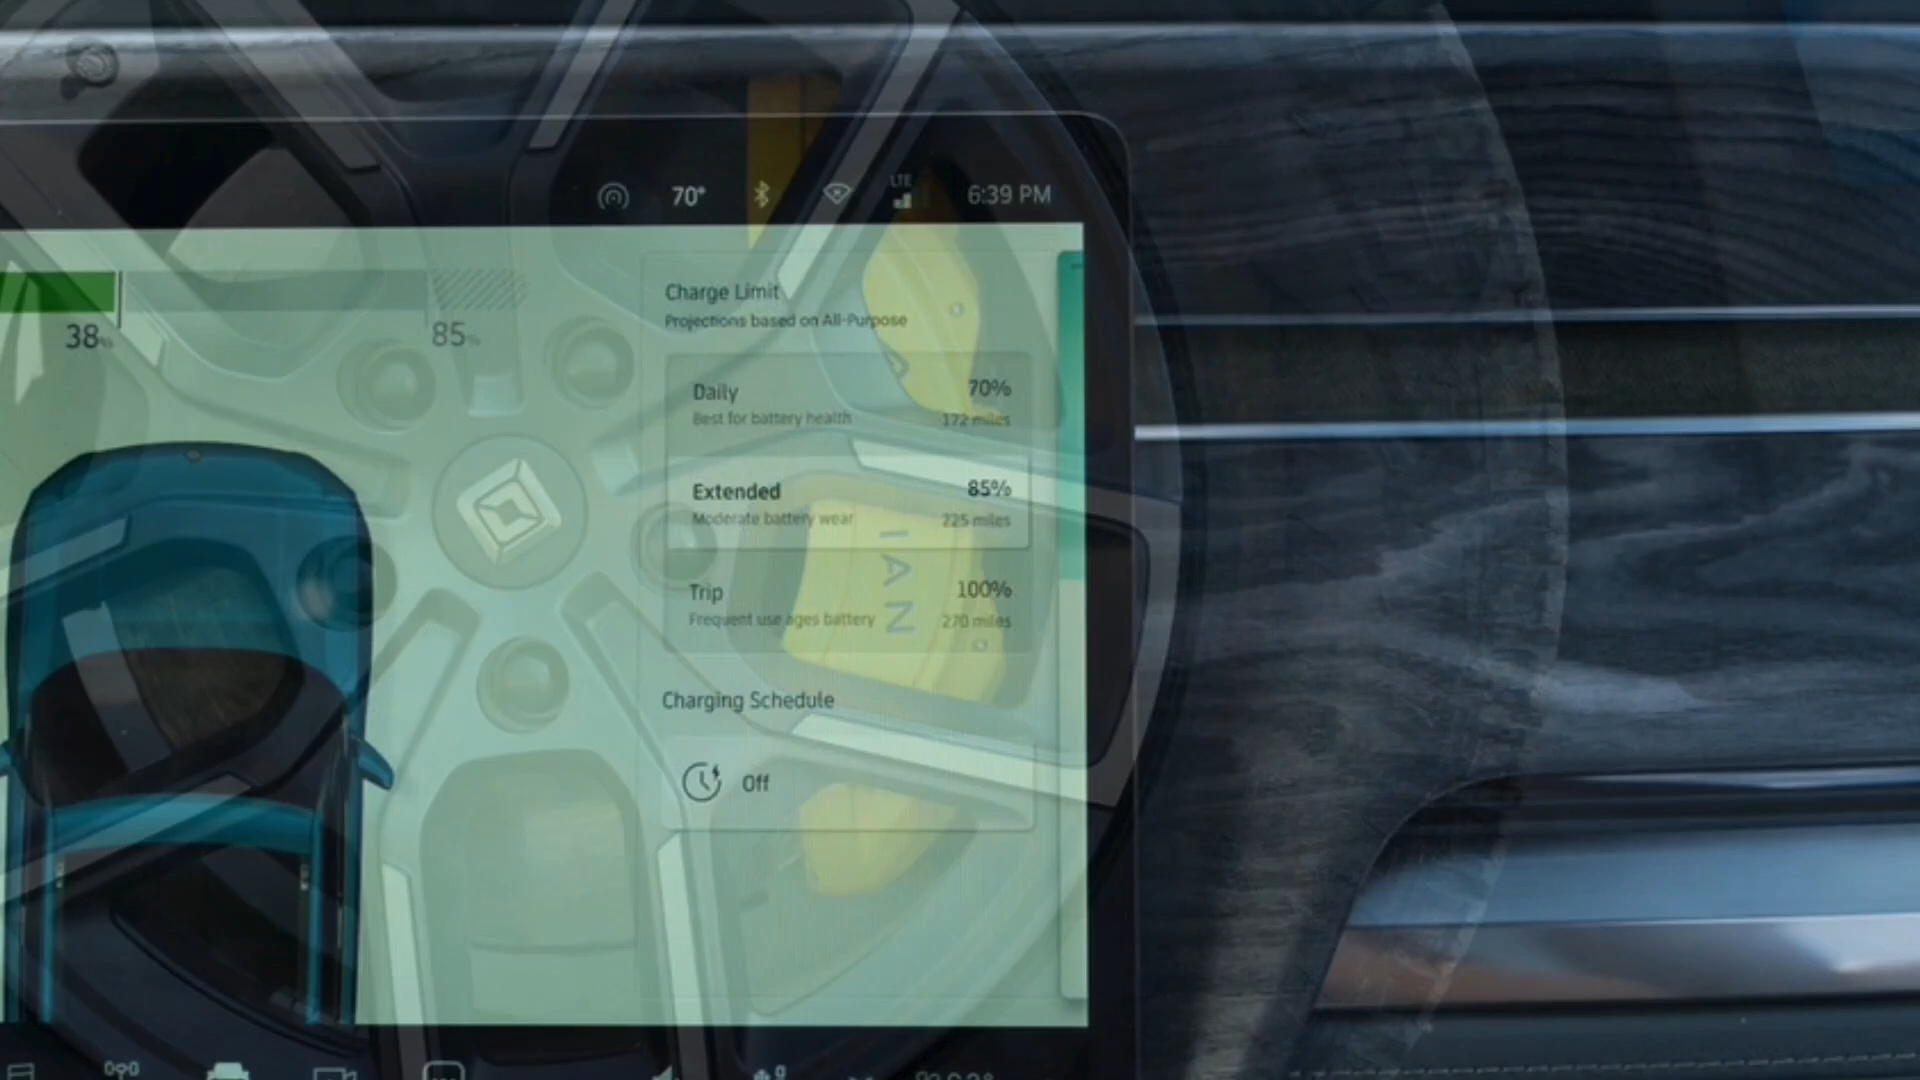 70°
LTE
6:39 PM
38%
85%
Charge Limit
Projections based on All-Purpose
Daily
70%
Best for battery health
172 miles
Extended
85%
Moderate battery wear
225 miles
Trip
100%
Frequent use ages battery
270 miles
IAN
Charging Schedule
Off